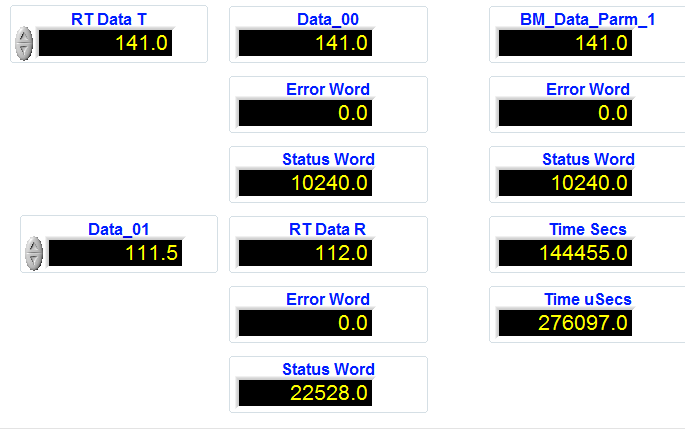 RT Data T
141.0
Data_00
141.0
BM_Data_Parm_1
141.0
Error Word
0.0
Error Word
0.0
Status Word
10240.0
Status Word
10240.0
Data_01
111.5
RT Data R
112.0
Time Secs
144455.0
Error Word
0.0
Time uSecs
276097.0
Status Word
22528.0